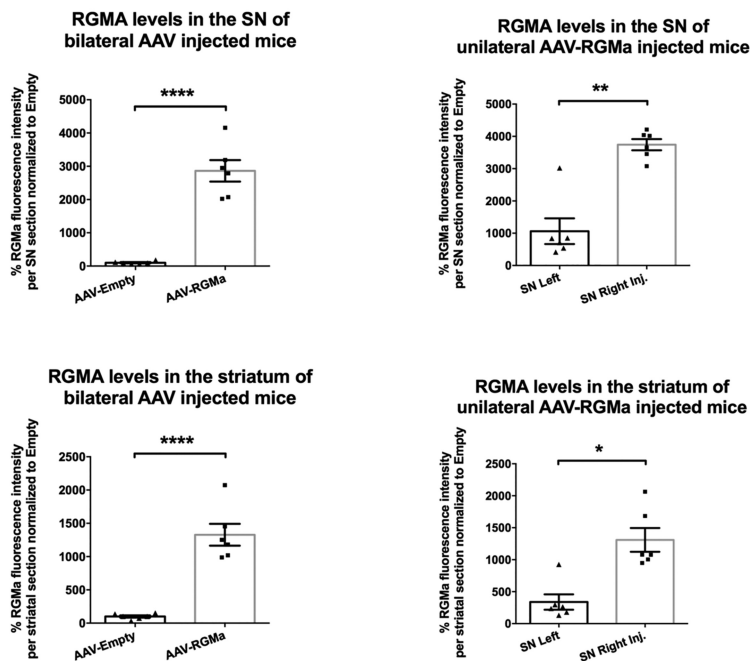 RGMA levels in the SN of
bilateral AAV injected mice
****
% RGMa fluorescence intensity
per SN section normalized to Empty
5000
4000
3000
2000
1000
0
AAV-Empty
AAV-RGMa
RGMA levels in the SN of
unilateral AAV-RGMa injected mice
**
% RGMa fluorescence intensity
per SN section normalized to Empty
5000
4000
3000
2000
1000
0
SN Left
SN Right Inj.
RGMA levels in the striatum of
bilateral AAV injected mice
****
% RGMa fluorescence intensity
per striatal section normalized to Empty
2500
2000
1500
1000
500
0
AAV-Empty
AAV-RGMa
RGMA levels in the striatum of
unilateral AAV-RGMa injected mice
*
% RGMa fluorescence intensity
per striatal section normalized to Empty
2500
2000
1500
1000
500
0
SN Left
SN Right Inj.